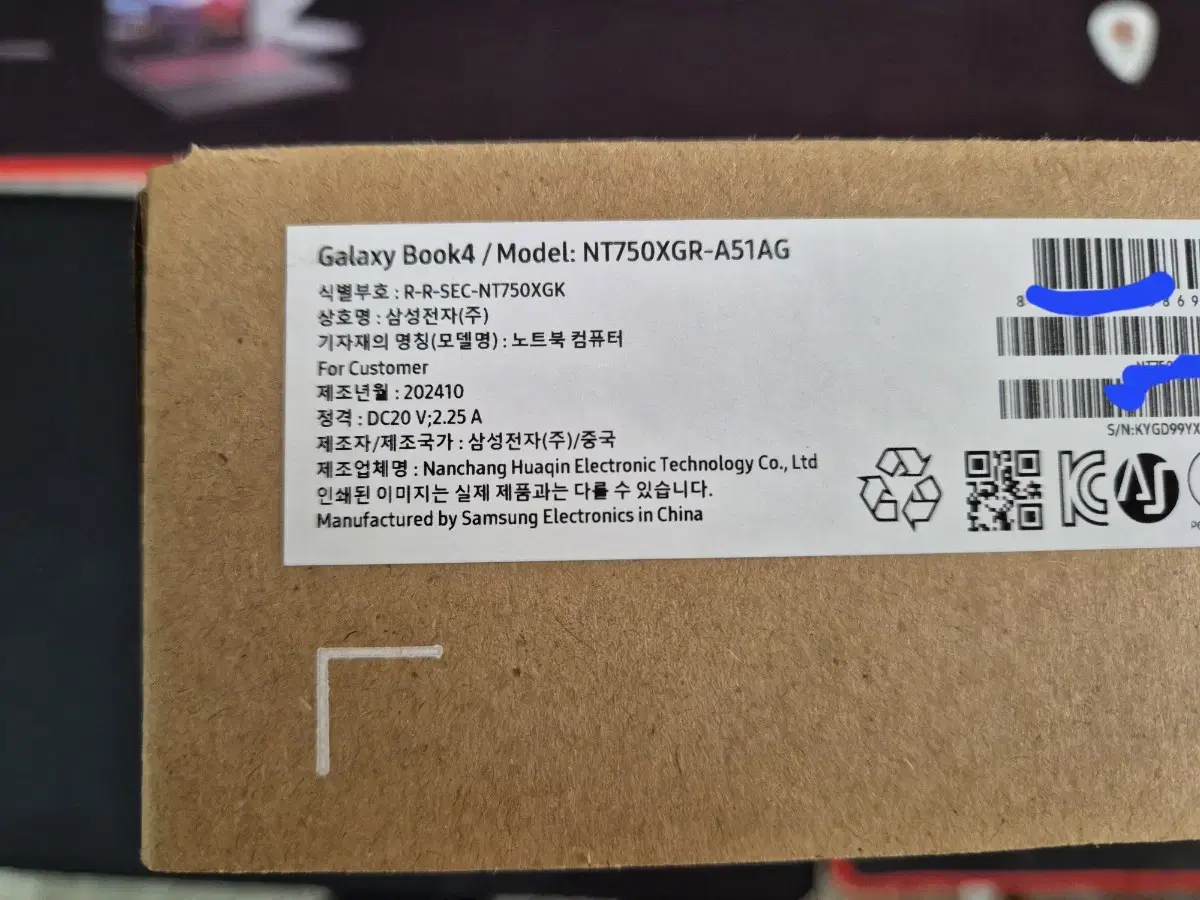 Galaxy Book4 / Model: NT750XGR-A51AG
식별부호 : R-R-SEC-NT750XGK
상호명 : 삼성전자(주)
기자재의 명칭(모델명) : 노트북 컴퓨터
For Customer
제조년월 : 202410
정격 : DC20 V;2.25 A
제조자/제조국가 : 삼성전자(주)/중국
제조업체명 : Nanchang Huaqin Electronic Technology Co., Ltd
인쇄된 이미지는 실제 제품과는 다를 수 있습니다.
Manufactured by Samsung Electronics in China
8 869
S/N:KYGD99YX